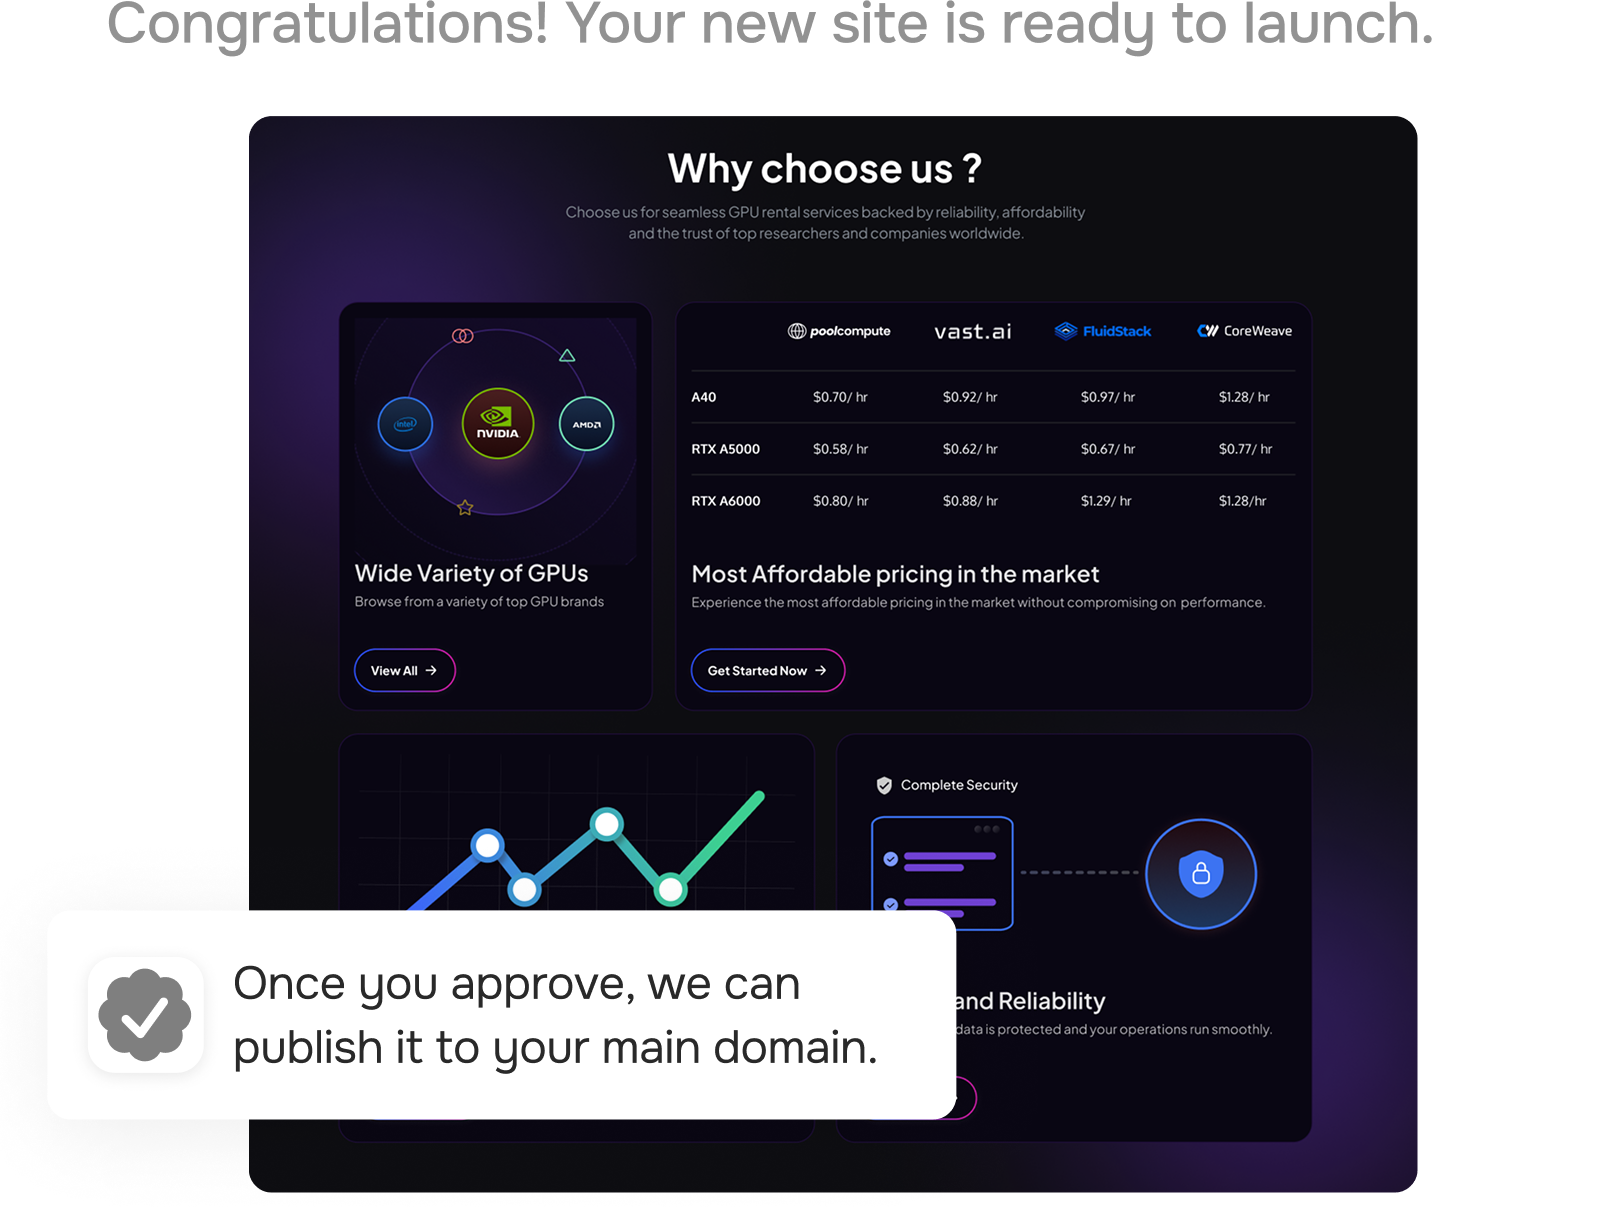 Congratulations! Your new site is ready to launch.
Why choose us ?
Choose us for seamless GPU rental services backed by reliability, affordability
and the trust of top researchers and companies worldwide.
intel
NVIDIA
AMD
Wide Variety of GPUs
Browse from a variety of top GPU brands
View All
poolcompute vast.ai FluidStack CoreWeave
A40 $0.70/ hr $0.92/ hr $0.97/ hr $1.28/ hr
RTX A5000 $0.58/ hr $0.62/ hr $0.67/ hr $0.77/ hr
RTX A6000 $0.80/ hr $0.88/ hr $1.29/ hr $1.28/hr
Most Affordable pricing in the market
Experience the most affordable pricing in the market without compromising on performance.
Get Started Now
Complete Security
and Reliability
data is protected and your operations run smoothly.
Once you approve, we can
publish it to your main domain.